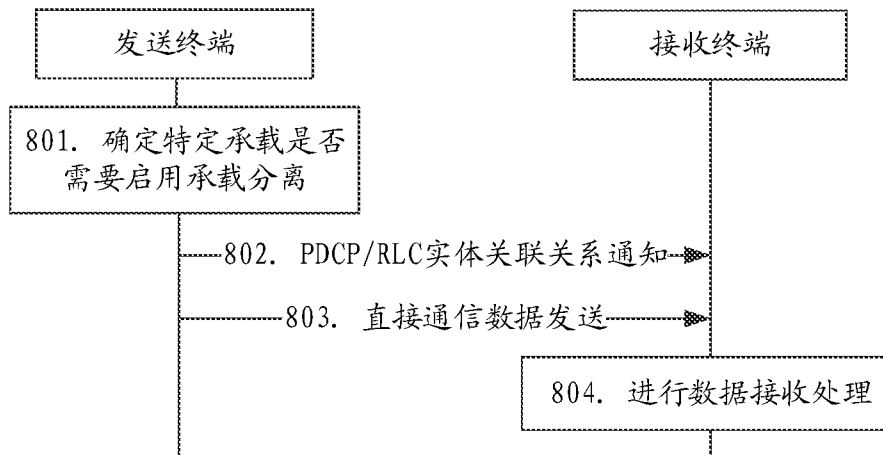 发送终端
接收终端
801. 确定特定承载是否
需要启用承载分离
802. PDCP/RLC实体关联关系通知
803. 直接通信数据发送
804. 进行数据接收处理